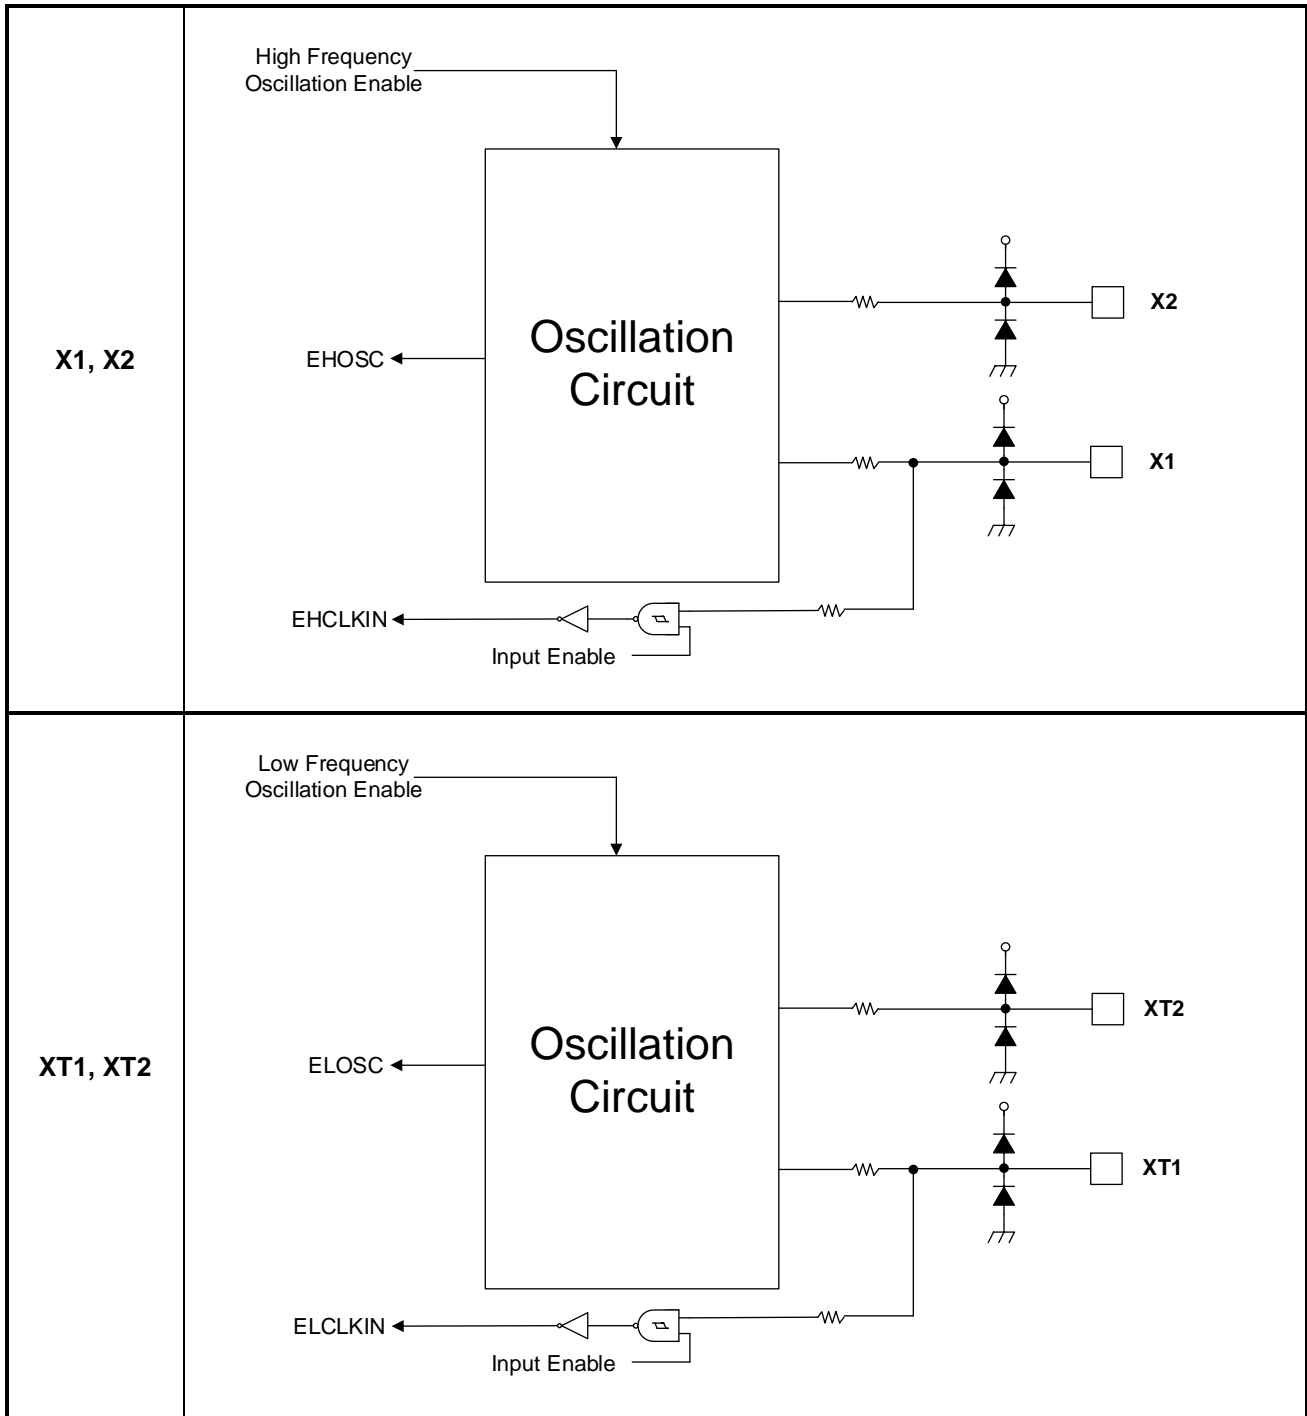 High Frequency
Oscillation Enable
X2
Oscillation
Circuit
X1, X2
EHOSC
X1
EHCLKIN
Input Enable
Low Frequency
Oscillation Enable
XT2
Oscillation
Circuit
XT1, XT2
ELOSC
XT1
ELCLKIN
Input Enable